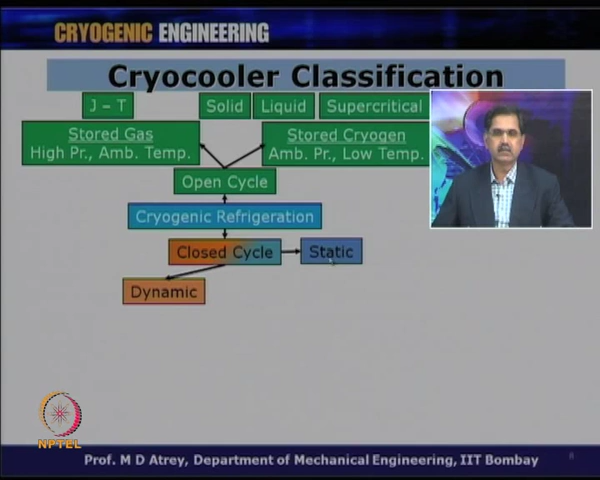 CRYOGENIC ENGINEERING
Cryocooler Classification
J – T
Solid
Liquid
Supercritical
Stored Gas
High Pr., Amb. Temp.
Stored Cryogen
Amb. Pr., Low Temp.
Open Cycle
Cryogenic Refrigeration
Closed Cycle
Static
Dynamic
NPTEL
Prof. M D Atrey, Department of Mechanical Engineering, IIT Bombay
8